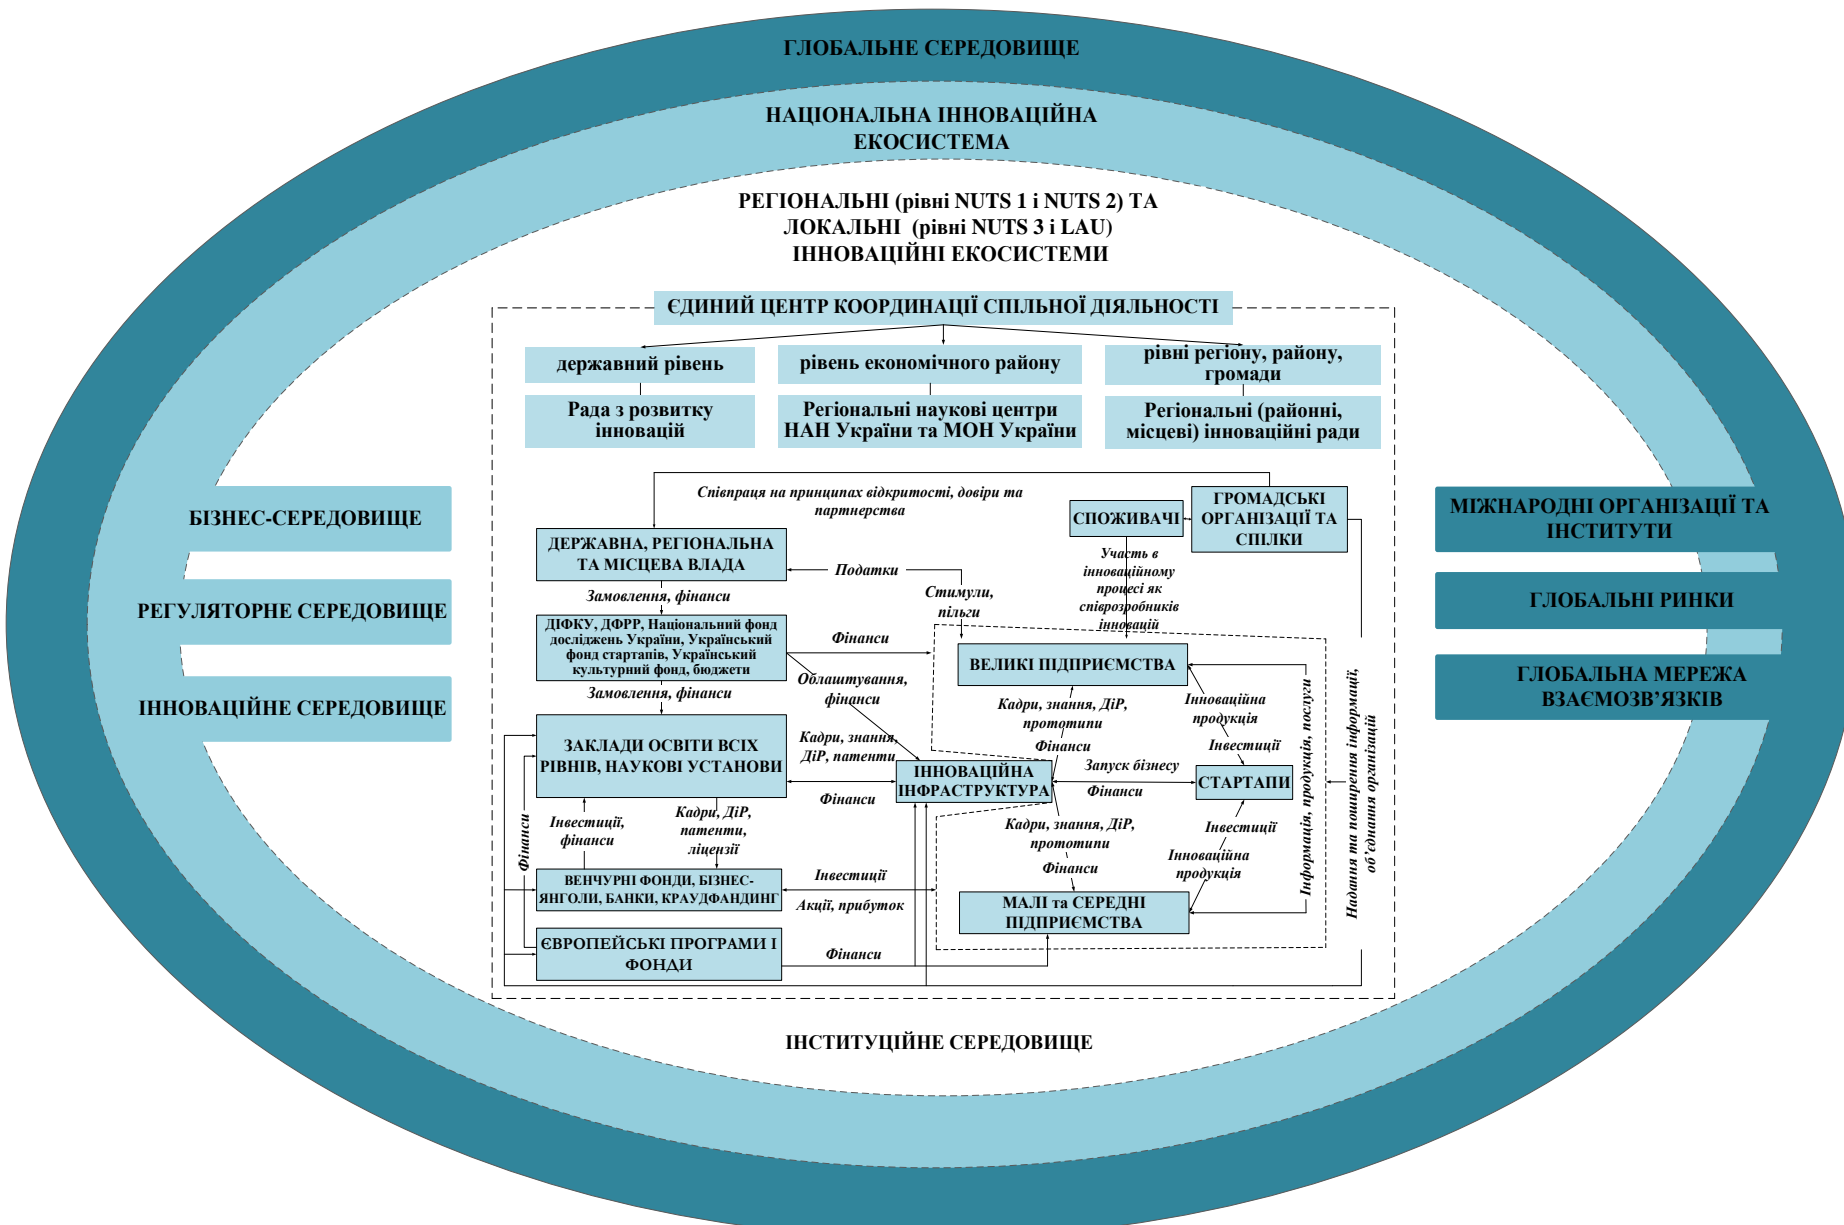 ГЛОБАЛЬНЕ СЕРЕДОВИЩЕ
НАЦІОНАЛЬНА ІННОВАЦІЙНА
ЕКОСИСТЕМА
РЕГІОНАЛЬНІ (рівні NUTS 1 і NUTS 2) ТА
ЛОКАЛЬНІ (рівні NUTS 3 і LAU)
ІННОВАЦІЙНІ ЕКОСИСТЕМИ
ЄДИНИЙ ЦЕНТР КООРДИНАЦІЇ СПІЛЬНОЇ ДІЯЛЬНОСТІ
державний рівень
рівень економічного району
рівні регіону, району,
громади
Рада з розвитку
інновацій
Регіональні наукові центри
НАН України та МОН України
Регіональні (районні,
місцеві) інноваційні ради
БІЗНЕС-СЕРЕДОВИЩЕ
РЕГУЛЯТОРНЕ СЕРЕДОВИЩЕ
ІННОВАЦІЙНЕ СЕРЕДОВИЩЕ
Співпраця на принципах відкритості, довіри та
партнерства
СПОЖИВАЧІ
ГРОМАДСЬКІ
ОРГАНІЗАЦІЇ ТА
СПІЛКИ
ДЕРЖАВНА, РЕГІОНАЛЬНА
ТА МІСЦЕВА ВЛАДА
Податки
Стимули,
пільги
Участь в
інноваційному
процесі як
співрозробників
інновацій
Замовлення, фінанси
ДІФКУ, ДФРР, Національний фонд
досліджень України, Український
фонд стартапів, Український
культурний фонд, бюджети
Фінанси
Облаштування,
фінанси
Замовлення, фінанси
ВЕЛИКІ ПІДПРИЄМСТВА
Кадри, знання, ДіР,
прототипи
Фінанси
Інноваційна
продукція
Інвестиції
ЗАКЛАДИ ОСВІТИ ВСІХ
РІВНІВ, НАУКОВІ УСТАНОВИ
Кадри, знання,
ДіР, патенти
Фінанси
ІННОВАЦІЙНА
ІНФРАСТРУКТУРА
Запуск бізнесу
Фінанси
СТАРТАПИ
Фінанси
Інвестиції,
фінанси
Кадри, ДіР,
патенти,
ліцензії
Кадри, знання, ДіР,
прототипи
Фінанси
Інвестиції
Інноваційна
продукція
Інформація, продукція, послуги
Надання та поширення інформації,
об’єднання організацій
ВЕНЧУРНІ ФОНДИ, БІЗНЕС-
ЯНГОЛИ, БАНКИ, КРАУДФАНДИНГ
Інвестиції
Акції, прибуток
МАЛІ та СЕРЕДНІ
ПІДПРИЄМСТВА
ЄВРОПЕЙСЬКІ ПРОГРАМИ І
ФОНДИ
Фінанси
МІЖНАРОДНІ ОРГАНІЗАЦІЇ ТА
ІНСТИТУТИ
ГЛОБАЛЬНІ РИНКИ
ГЛОБАЛЬНА МЕРЕЖА
ВЗАЄМОЗВ’ЯЗКІВ
ІНСТИТУЦІЙНЕ СЕРЕДОВИЩЕ